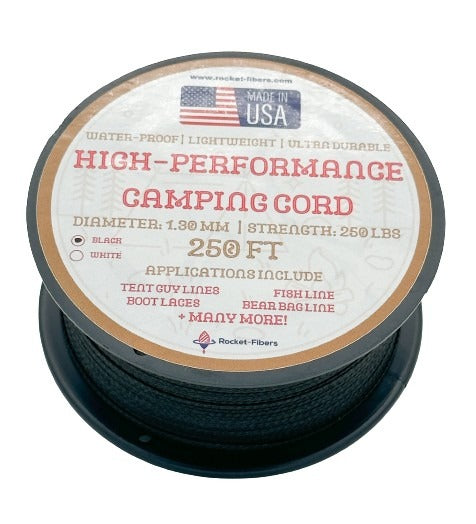 www.rocket-fibers.com
MADE IN
USA
WATER-PROOF | LIGHTWEIGHT | ULTRA DURABLE
HIGH-PERFORMANCE
CAMPING CORD
DIAMETER: 1.30 MM | STRENGTH: 250 LBS
BLACK
WHITE
250 FT
APPLICATIONS INCLUDE
TENT GUY LINES
FISH LINE
BOOT LACES
BEAR BAG LINE
+ MANY MORE!
Rocket-Fibers